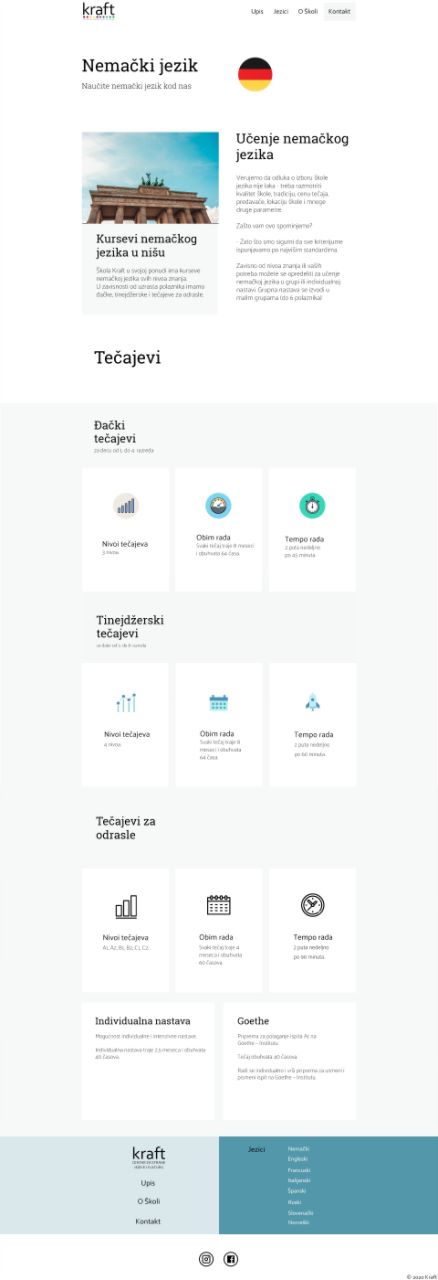 kraft
Upis Jezici O Školi Kontakt
Nemački jezik
Naučite nemački jezik kod nas
Učenje nemačkog
jezika
Verujemo da odluka o izboru škole
jezika nije laka - treba razmotriti
kvalitet škole, tradiciju, cenu tečaja,
predavače, lokaciju škole i mnoge
druge parametre.
Zašto vam ovo spominjemo?
- Zato što smo sigurni da sve kriterijume
ispunjavamo po najvišim standardima.
Zavisno od nivoa znanja ili vaših
potreba možete se opredeliti za učenje
nemačkog jezika u grupi ili individualnoj
nastavi. Grupna nastava se izvodi u
malim grupama (do 6 polaznika)
Kursevi nemačkog
jezika u nišu
Škola Kraft u svojoj ponudi ima kurseve
nemačkog jezika svih nivoa znanja.
U zavisnosti od uzrasta polaznika imamo
đačke, tinejdžerske i tečajeve za odrasle.
Tečajevi
Đački
tečajevi
za decu od 1. do 4. razreda
Nivoi tečajeva
3 nivoa
Obim rada
Svaki tečaj traje 8 meseci
i obuhvata 64 časa.
Tempo rada
2 puta nedeljno
po 45 minuta.
Tinejdžerski
tečajevi
Nivoi tečajeva
4 nivoa
Obim rada
Svaki tečaj traje 8
meseci i obuhvata
64 časa.
Tempo rada
2 puta nedeljno
po 60 minuta.
Tečajevi za
odrasle
Nivoi tečajeva
A1, A2, B1, B2, C1, C2.
Obim rada
Svaki tečaj traje 4
meseca i obuhvata
60 časova.
Tempo rada
2 puta nedeljno
po 90 minuta.
Individualna nastava
Mogućnost individualne i intenzivne nastave.
Individualna nastava traje 2,5 meseca i obuhvata
40 časova.
Goethe
Priprema za polaganje ispita A1 na
Goethe – Institutu.
Tečaj obuhvata 40 časova.
Radi se individualno i vrši priprema za usmeni i
pismeni ispit na Goethe – Institutu.
kraft
Upis
O Školi
Kontakt
Jezici
Nemački
Engleski
Francuski
Italijanski
Španski
Ruski
Slovenački
Norveški
© 2020 Kraft